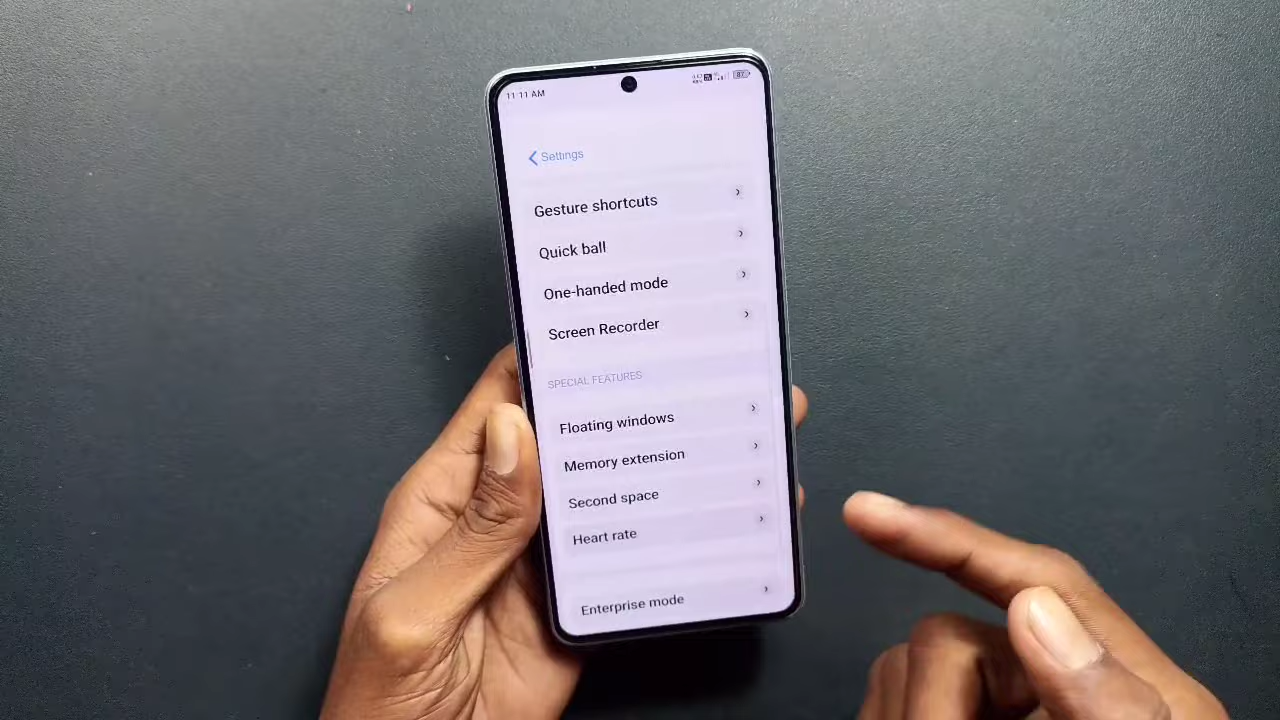 11:11 AM
87
Settings
Gesture shortcuts
Quick ball
One-handed mode
Screen Recorder
SPECIAL FEATURES
Floating windows
Memory extension
Second space
Heart rate
Enterprise mode